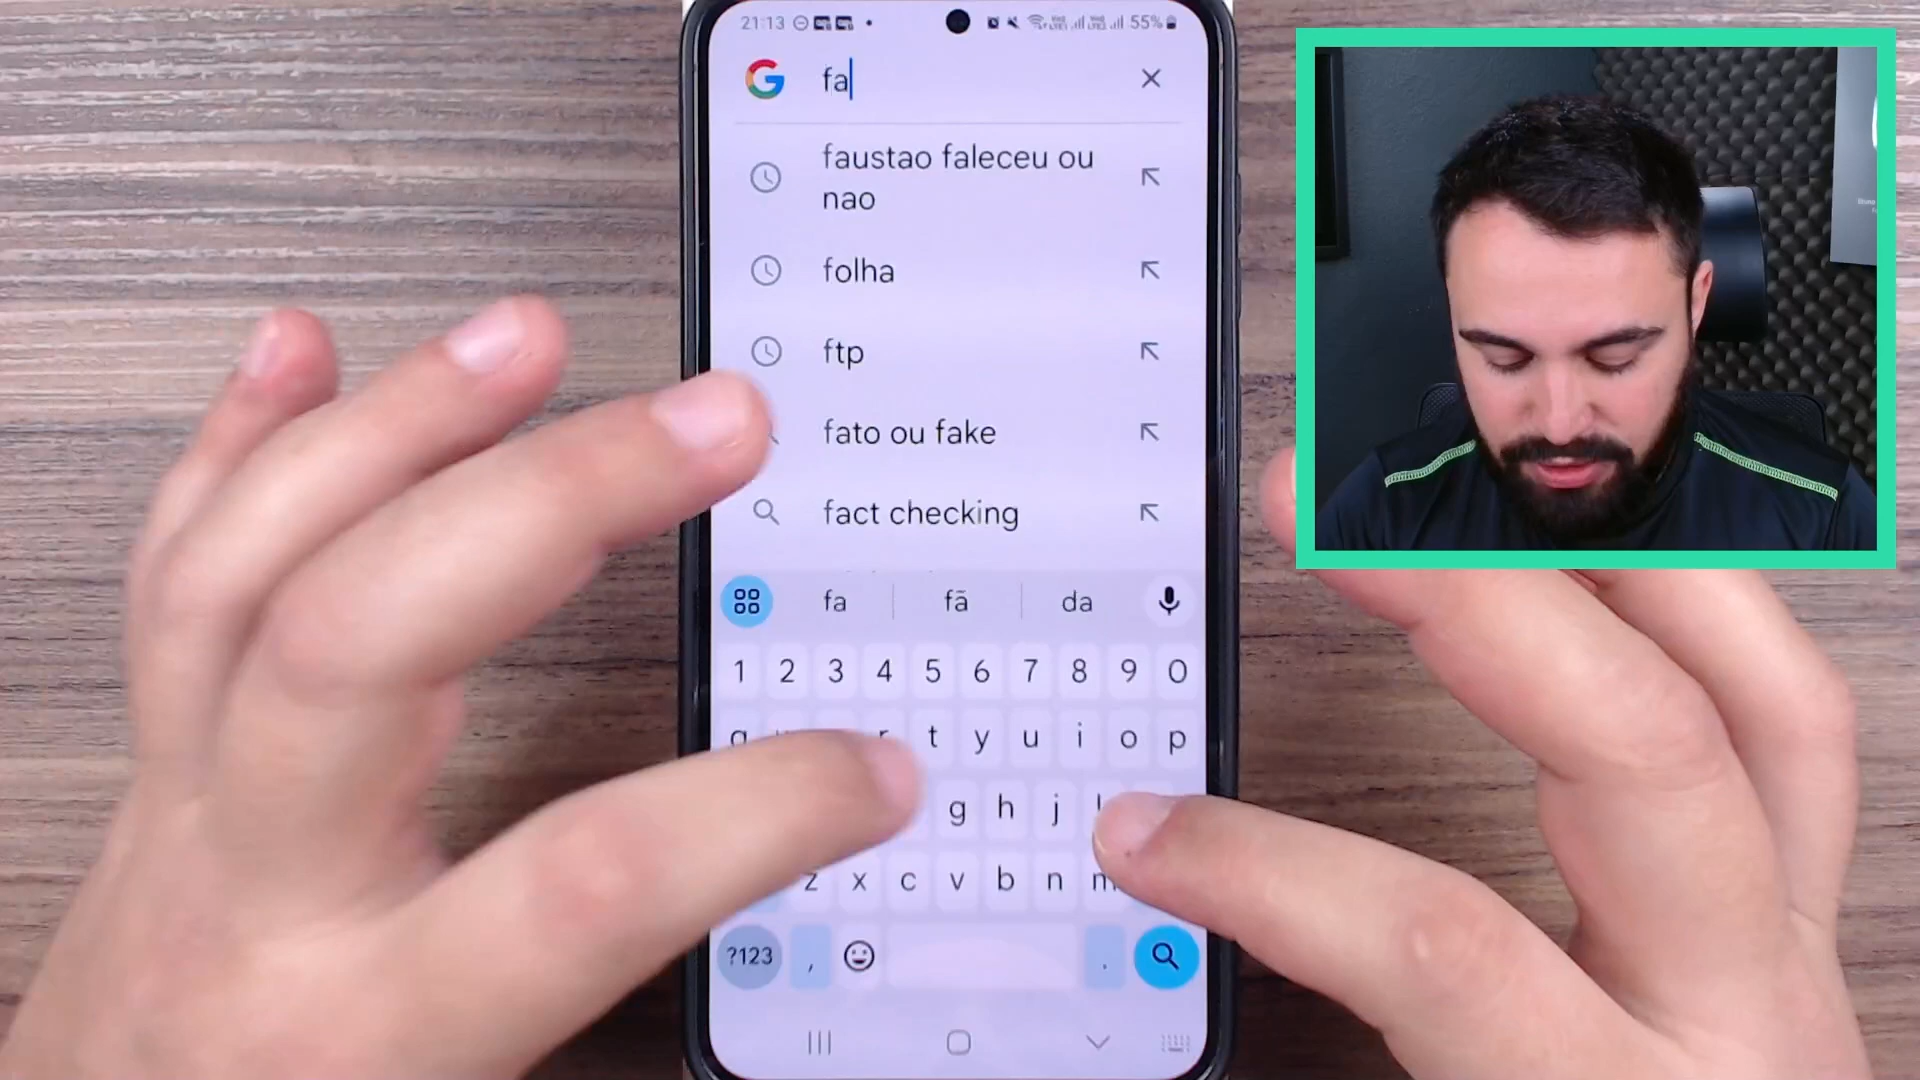 21:13 55%
fa
faustao faleceu ou
nao
folha
ftp
fato ou fake
fact checking
fa fã da
1 2 3 4 5 6 7 8 9 0
q r t y u i o p
g h j
z x c v b n m
?123 , .